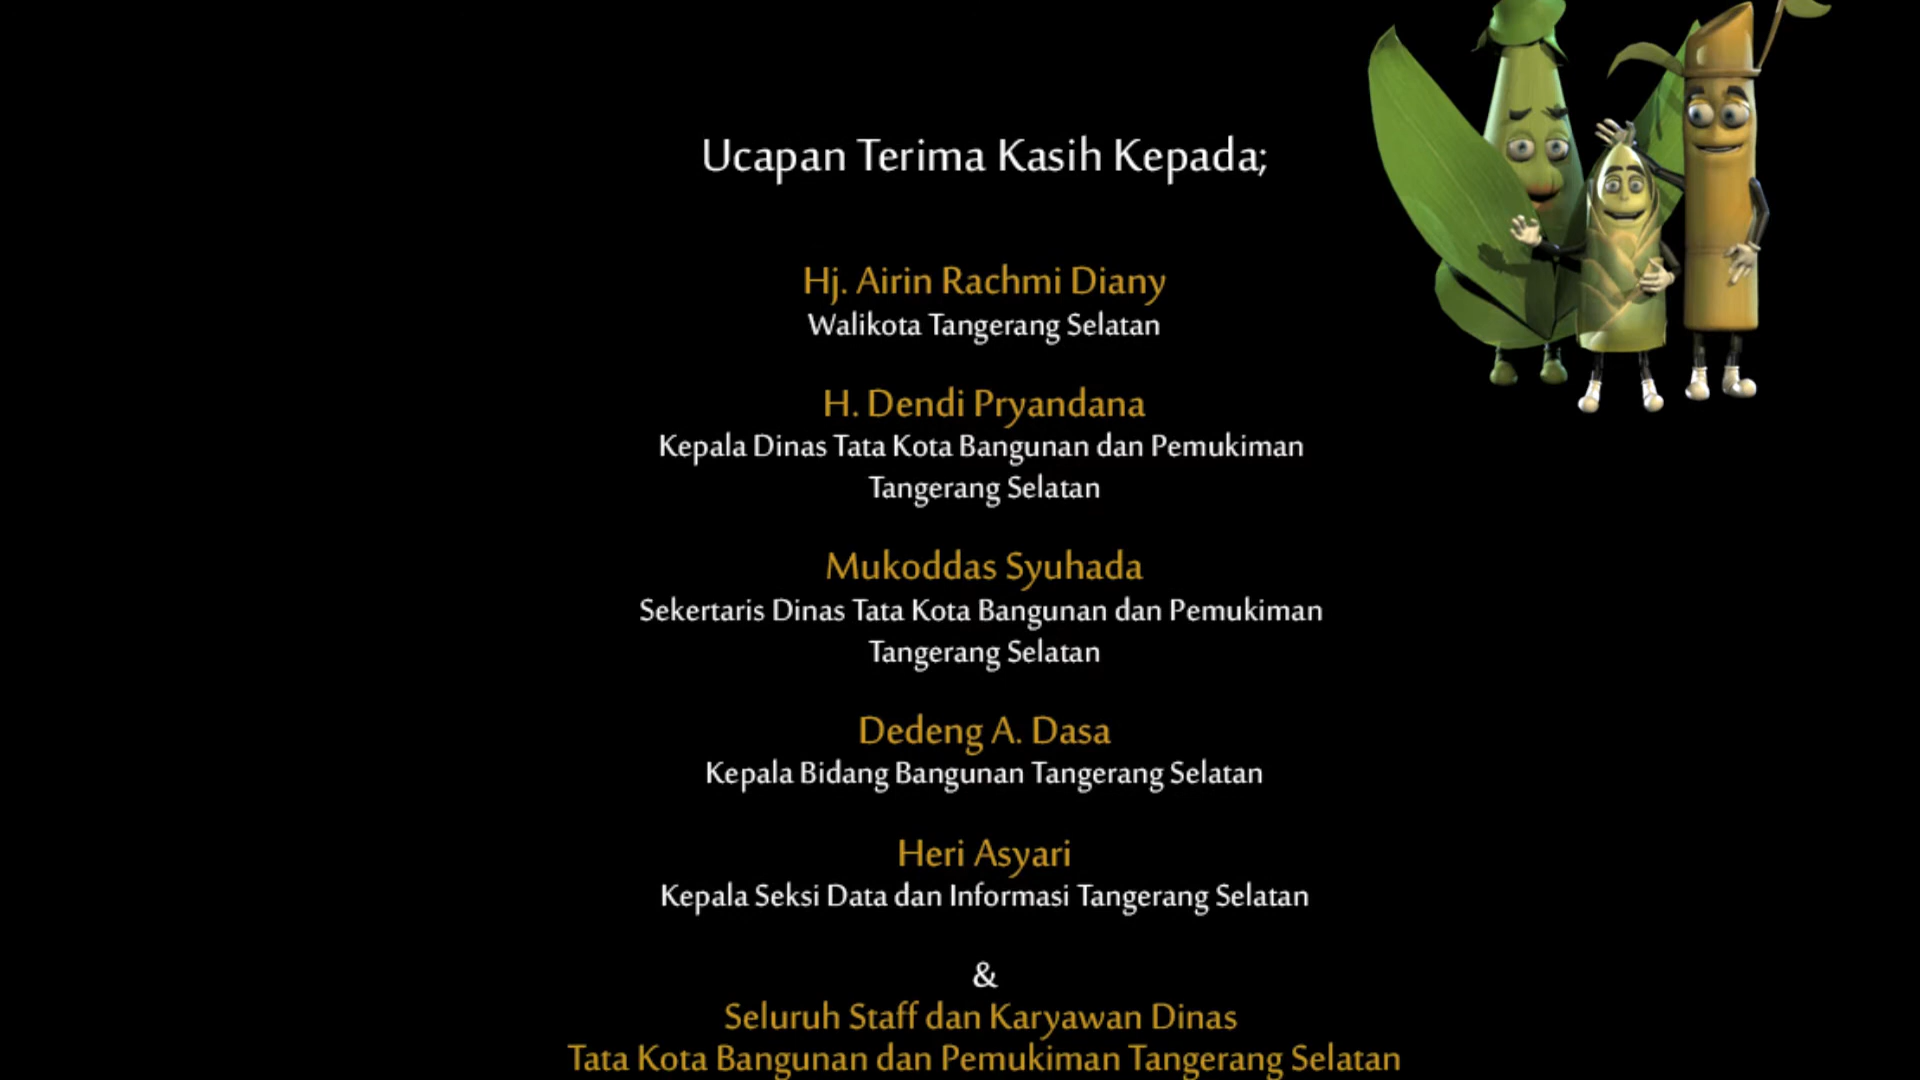 Ucapan Terima Kasih Kepada;
Hj. Airin Rachmi Diany
Walikota Tangerang Selatan
H. Dendi Pryandana
Kepala Dinas Tata Kota Bangunan dan Pemukiman
Tangerang Selatan
Mukoddas Syuhada
Sekertaris Dinas Tata Kota Bangunan dan Pemukiman
Tangerang Selatan
Dedeng A. Dasa
Kepala Bidang Bangunan Tangerang Selatan
Heri Asyari
Kepala Seksi Data dan Informasi Tangerang Selatan
&
Seluruh Staff dan Karyawan Dinas
Tata Kota Bangunan dan Pemukiman Tangerang Selatan